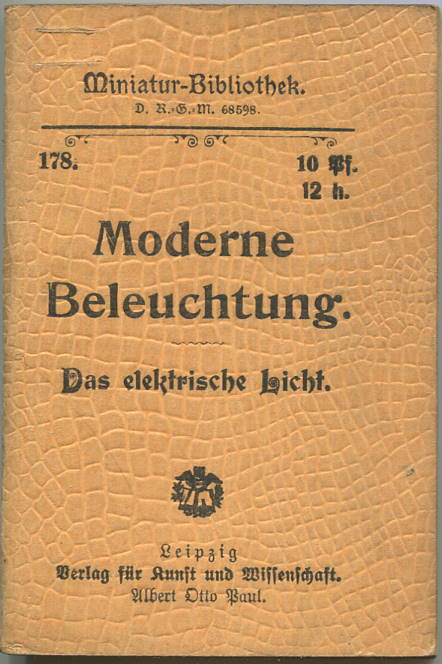 Miniatur-Bibliothek.
D. R.-G.-M. 68598.
178.
10 Pf.
12 h.
Moderne
Beleuchtung.
Das elektrische Licht.
Leipzig
Verlag für Kunst und Wissenschaft.
Albert Otto Paul.